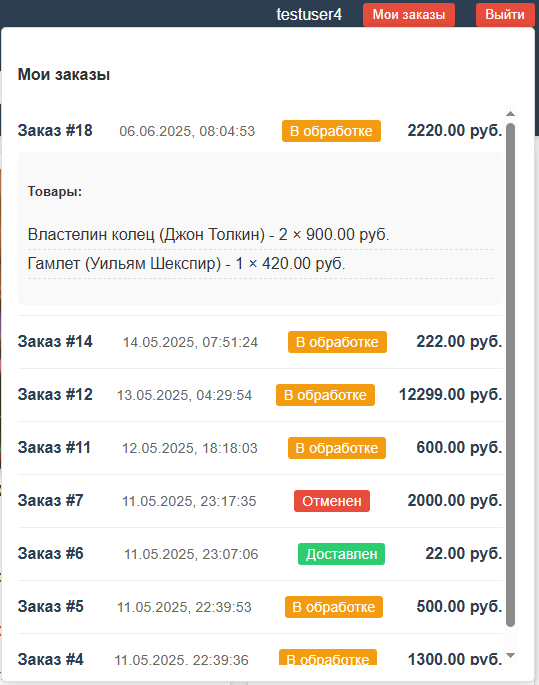 testuser4 Мои заказы Выйти
Мои заказы
Заказ #18 06.06.2025, 08:04:53 В обработке 2220.00 руб.
Товары:
Властелин колец (Джон Толкин) - 2 × 900.00 руб.
Гамлет (Уильям Шекспир) - 1 × 420.00 руб.
Заказ #14 14.05.2025, 07:51:24 В обработке 222.00 руб.
Заказ #12 13.05.2025, 04:29:54 В обработке 12299.00 руб.
Заказ #11 12.05.2025, 18:18:03 В обработке 600.00 руб.
Заказ #7 11.05.2025, 23:17:35 Отменен 2000.00 руб.
Заказ #6 11.05.2025, 23:07:06 Доставлен 22.00 руб.
Заказ #5 11.05.2025, 22:39:53 В обработке 500.00 руб.
Заказ #4 11.05.2025, 22:39:36 В обработке 1300.00 руб.